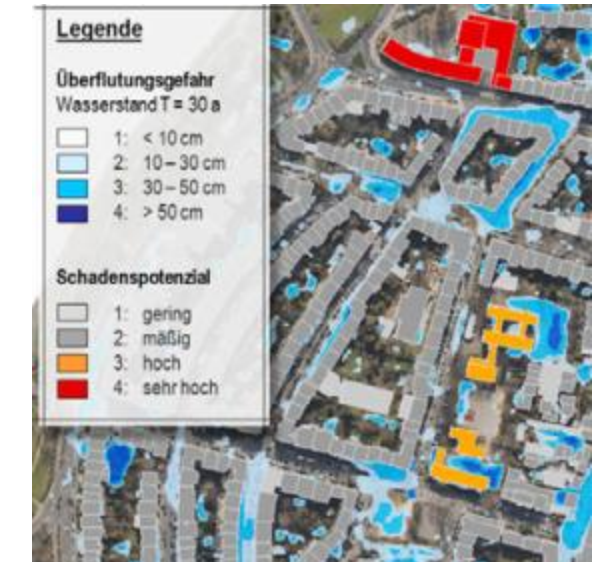 Legende
Überflutungsgefahr
Wasserstand T = 30 a
1: < 10 cm
2: 10 – 30 cm
3: 30 – 50 cm
4: > 50 cm
Schadenspotenzial
1: gering
2: mäßig
3: hoch
4: sehr hoch